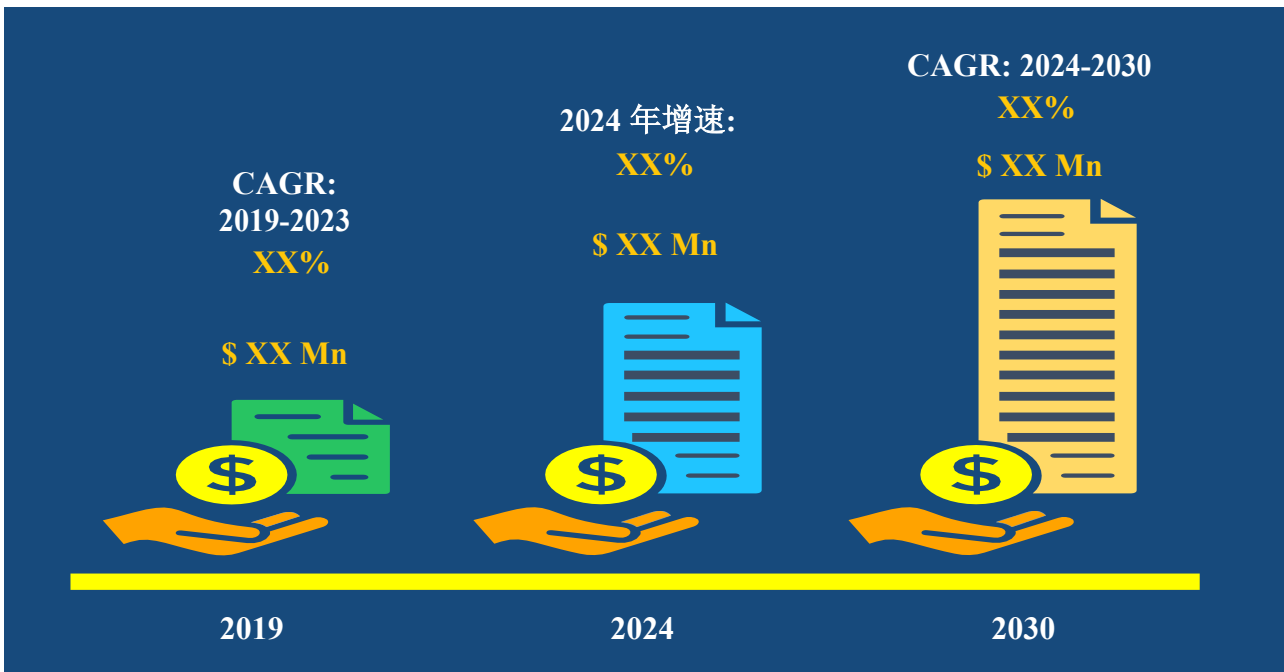 CAGR:
2019-2023
XX%
$ XX Mn
2024 年增速:
XX%
$ XX Mn
CAGR: 2024-2030
XX%
$ XX Mn
$
$
$
2019
2024
2030